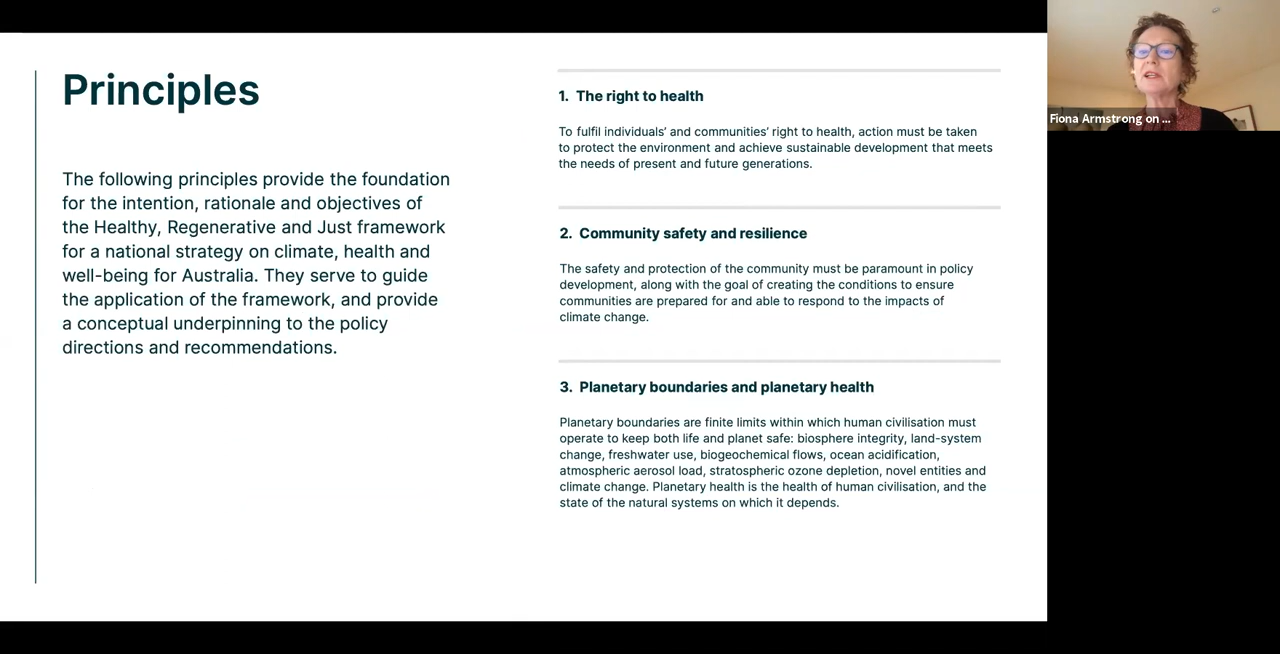 Principles
The following principles provide the foundation
for the intention, rationale and objectives of
the Healthy, Regenerative and Just framework
for a national strategy on climate, health and
well-being for Australia. They serve to guide
the application of the framework, and provide
a conceptual underpinning to the policy
directions and recommendations.
1. The right to health
To fulfil individuals’ and communities’ right to health, action must be taken
to protect the environment and achieve sustainable development that meets
the needs of present and future generations.
2. Community safety and resilience
The safety and protection of the community must be paramount in policy
development, along with the goal of creating the conditions to ensure
communities are prepared for and able to respond to the impacts of
climate change.
3. Planetary boundaries and planetary health
Planetary boundaries are finite limits within which human civilisation must
operate to keep both life and planet safe: biosphere integrity, land-system
change, freshwater use, biogeochemical flows, ocean acidification,
atmospheric aerosol load, stratospheric ozone depletion, novel entities and
climate change. Planetary health is the health of human civilisation, and the
state of the natural systems on which it depends.
Fiona Armstrong on ...